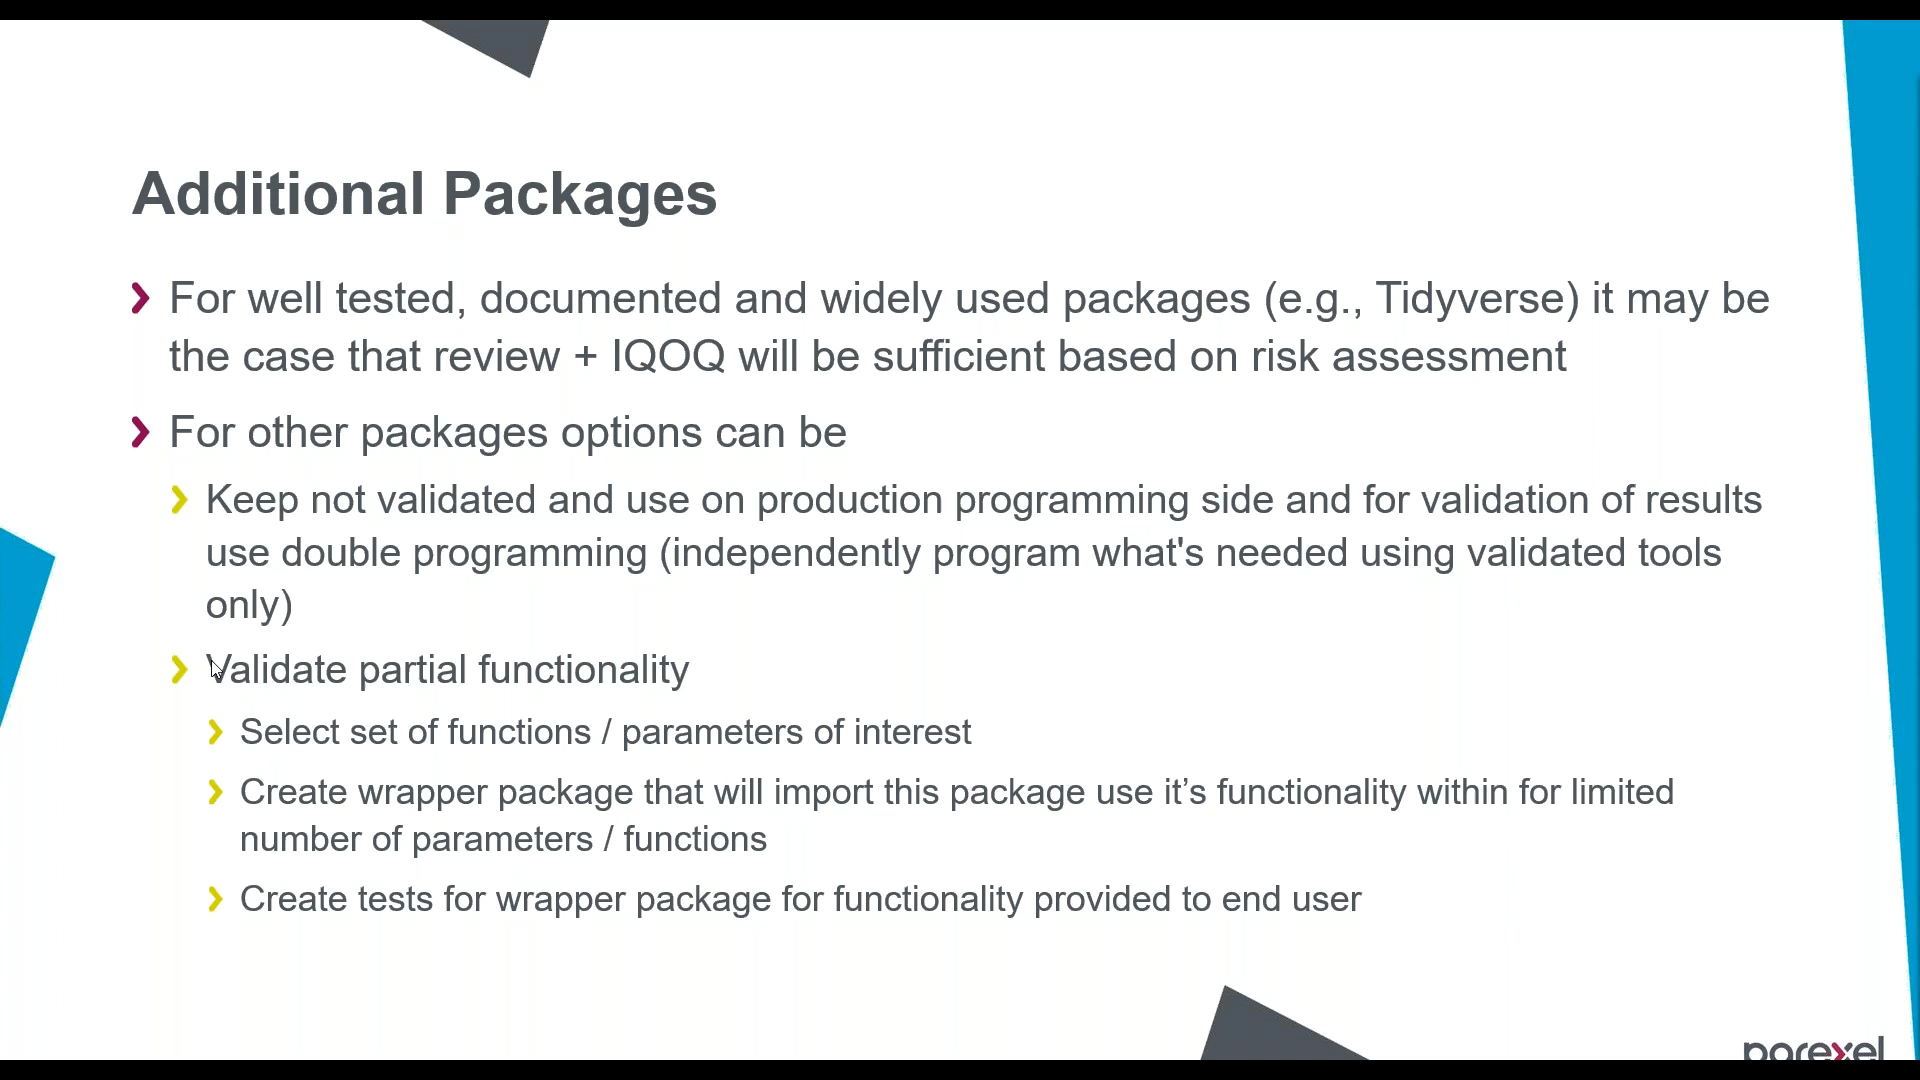 Additional Packages
For well tested, documented and widely used packages (e.g., Tidyverse) it may be
the case that review + IQOQ will be sufficient based on risk assessment
For other packages options can be
Keep not validated and use on production programming side and for validation of results
use double programming (independently program what's needed using validated tools
only)
Validate partial functionality
Select set of functions / parameters of interest
Create wrapper package that will import this package use it’s functionality within for limited
number of parameters / functions
Create tests for wrapper package for functionality provided to end user
parexel